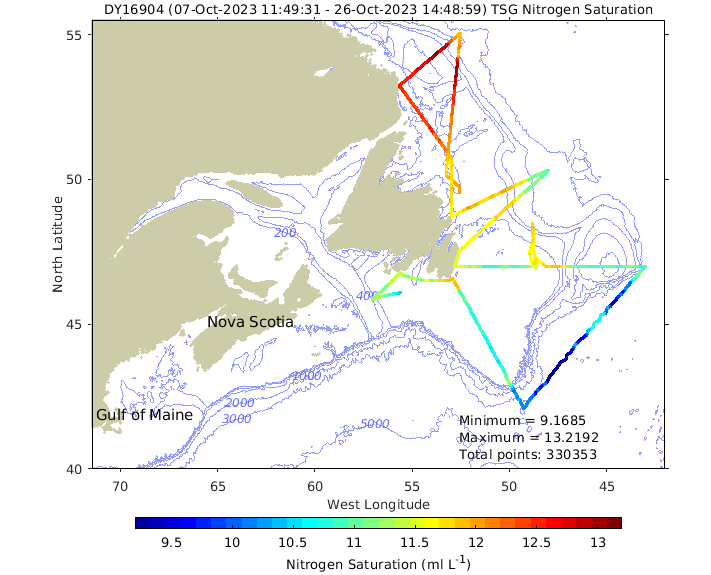 DY16904 (07-Oct-2023 11:49:31 - 26-Oct-2023 14:48:59) TSG Nitrogen Saturation
55
50
North Latitude
200
400
45
Nova Scotia
1000
2000
Gulf of Maine
3000
5000
Minimum = 9.1685
Maximum = 13.2192
Total points: 330353
40
70 65 60 55 50 45
West Longitude
9.5 10 10.5 11 11.5 12 12.5 13
Nitrogen Saturation (ml L-1)